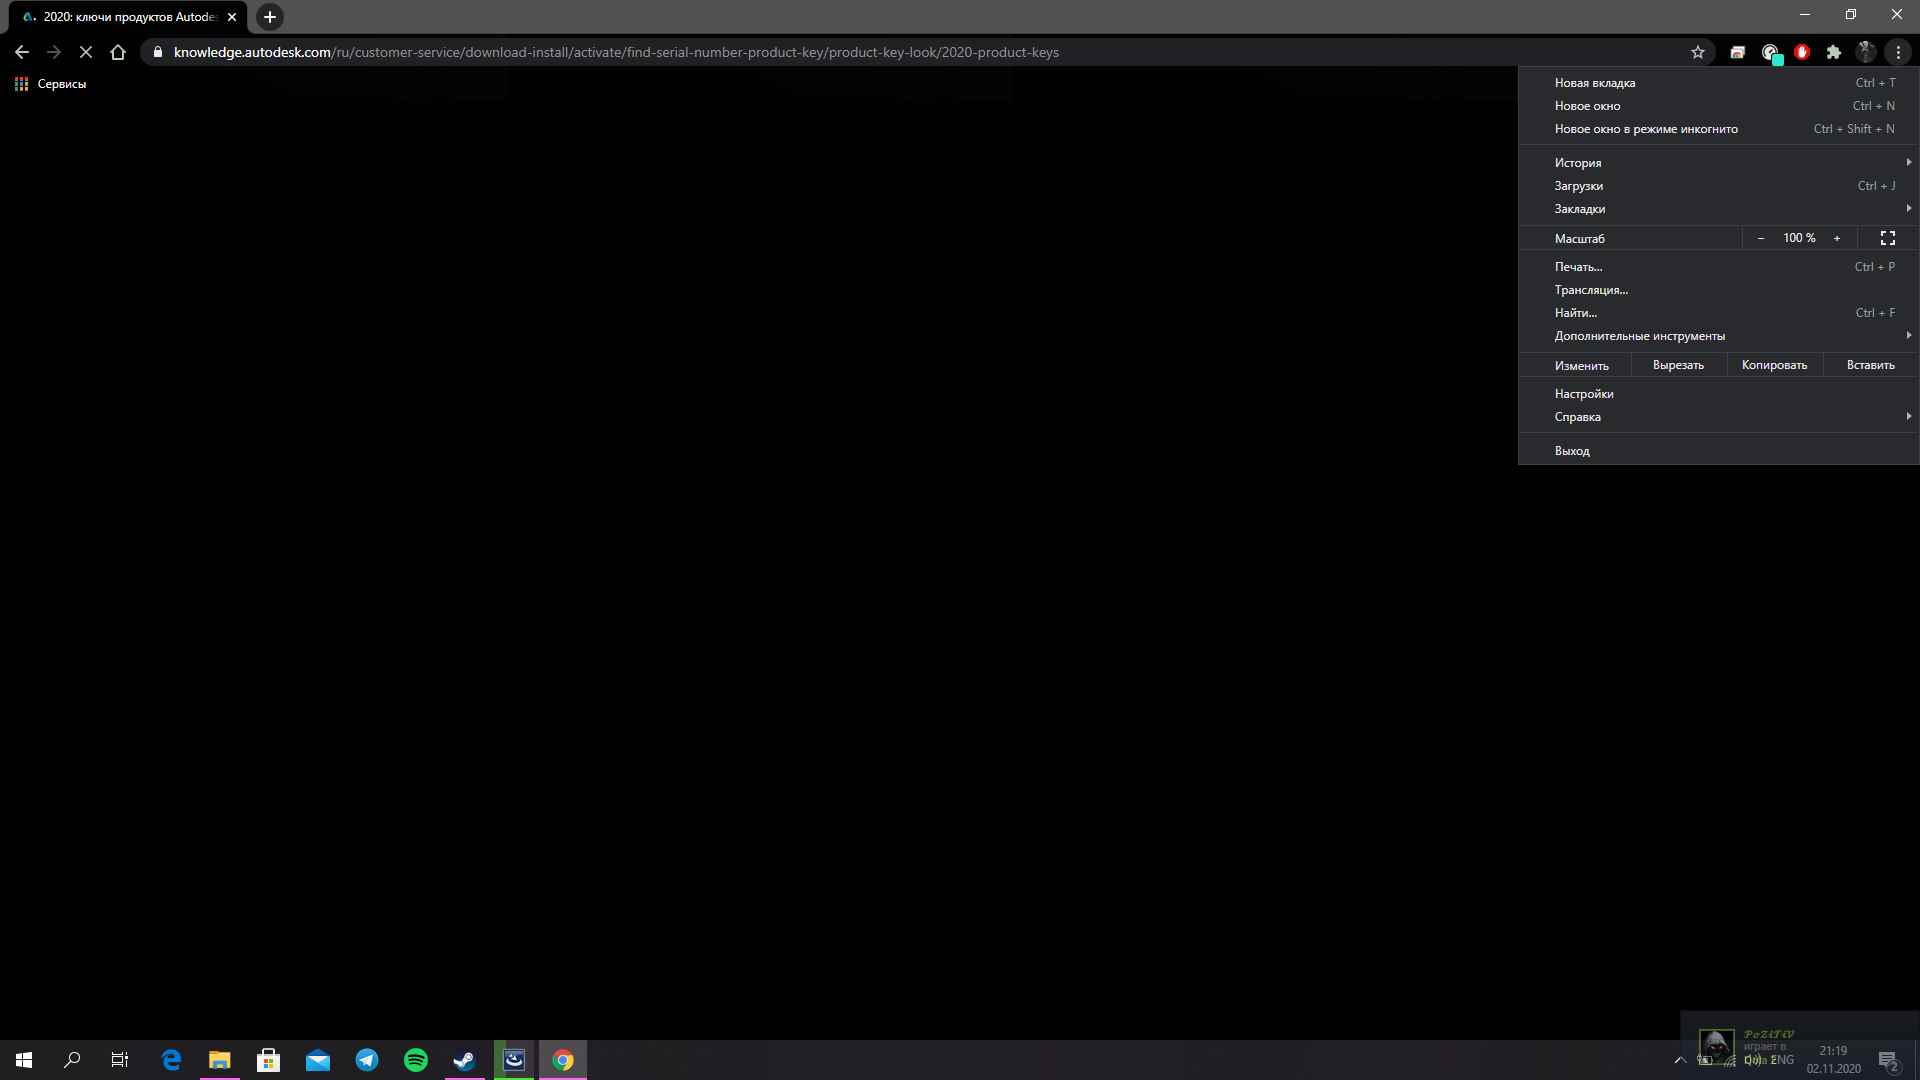 2020: ключи продуктов Autode
knowledge.autodesk.com/ru/customer-service/download-install/activate/find-serial-number-product-key/product-key-look/2020-product-keys
Сервисы
Новая вкладка Ctrl + T
Новое окно Ctrl + N
Новое окно в режиме инкогнито Ctrl + Shift + N
История
Загрузки Ctrl + J
Закладки
Масштаб − 100 % +
Печать... Ctrl + P
Трансляция...
Найти... Ctrl + F
Дополнительные инструменты
Изменить Вырезать Копировать Вставить
Настройки
Справка
Выход
PoZiTiV
играет в
Dota 2
ENG
21:19
02.11.2020
2